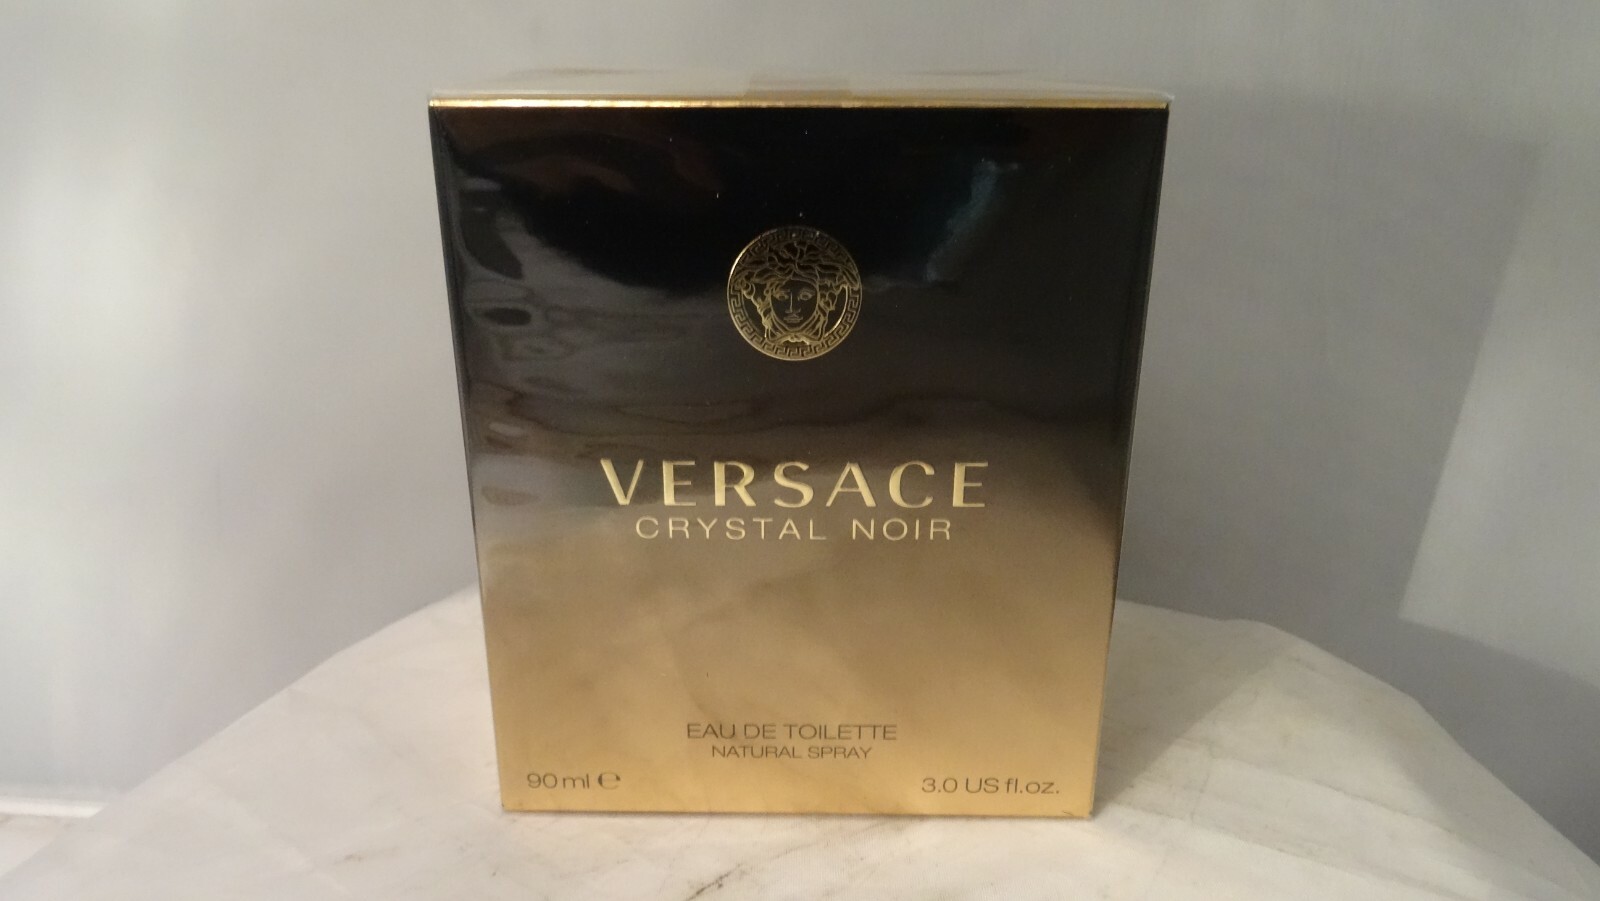 VERSACE
CRYSTAL NOIR
EAU DE TOILETTE
NATURAL SPRAY
90 ml ℮ 3.0 US fl.oz.